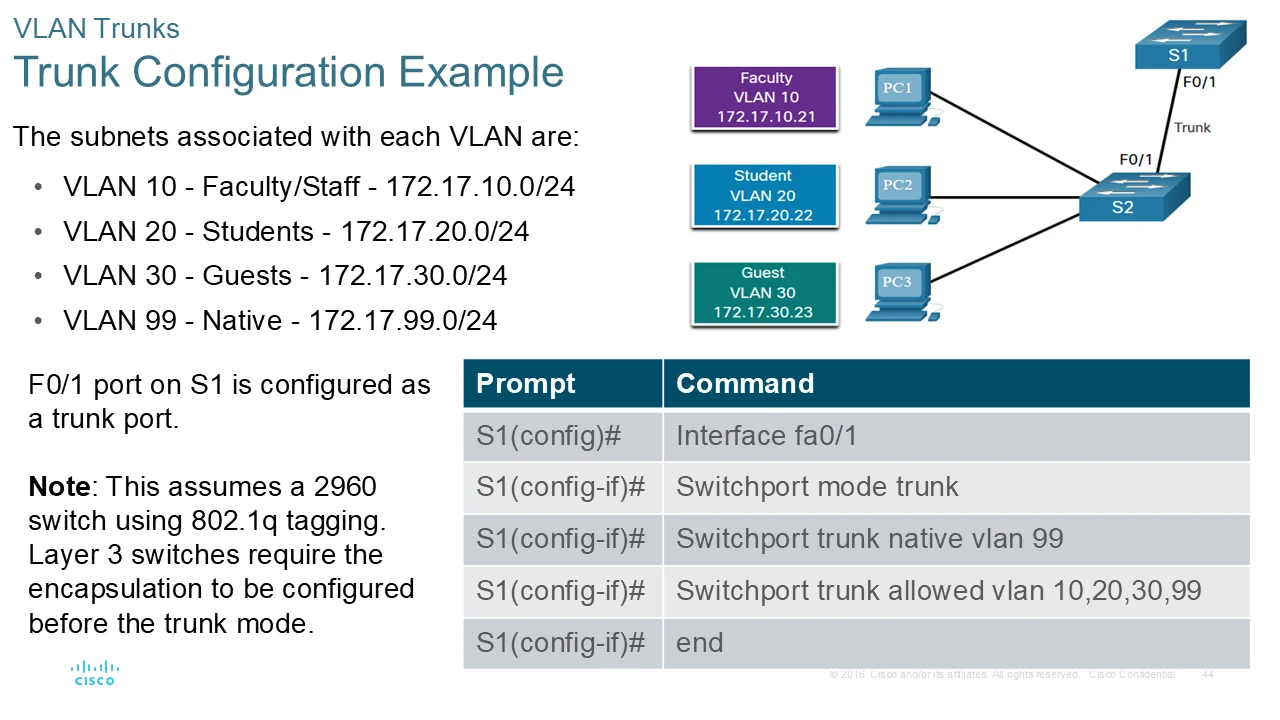 VLAN Trunks
Trunk Configuration Example
The subnets associated with each VLAN are:
• VLAN 10 - Faculty/Staff - 172.17.10.0/24
• VLAN 20 - Students - 172.17.20.0/24
• VLAN 30 - Guests - 172.17.30.0/24
• VLAN 99 - Native - 172.17.99.0/24
Faculty
VLAN 10
172.17.10.21
PC1
Student
VLAN 20
172.17.20.22
PC2
Guest
VLAN 30
172.17.30.23
PC3
S1
F0/1
Trunk
F0/1
S2
F0/1 port on S1 is configured as
a trunk port.
Note: This assumes a 2960
switch using 802.1q tagging.
Layer 3 switches require the
encapsulation to be configured
before the trunk mode.
Prompt Command
S1(config)# Interface fa0/1
S1(config-if)# Switchport mode trunk
S1(config-if)# Switchport trunk native vlan 99
S1(config-if)# Switchport trunk allowed vlan 10,20,30,99
S1(config-if)# end
CISCO
© 2016 Cisco and/or its affiliates. All rights reserved. Cisco Confidential 44